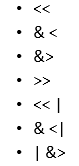 • <<
• & <
• &>
• >>
• << |
• & <|
• | &>